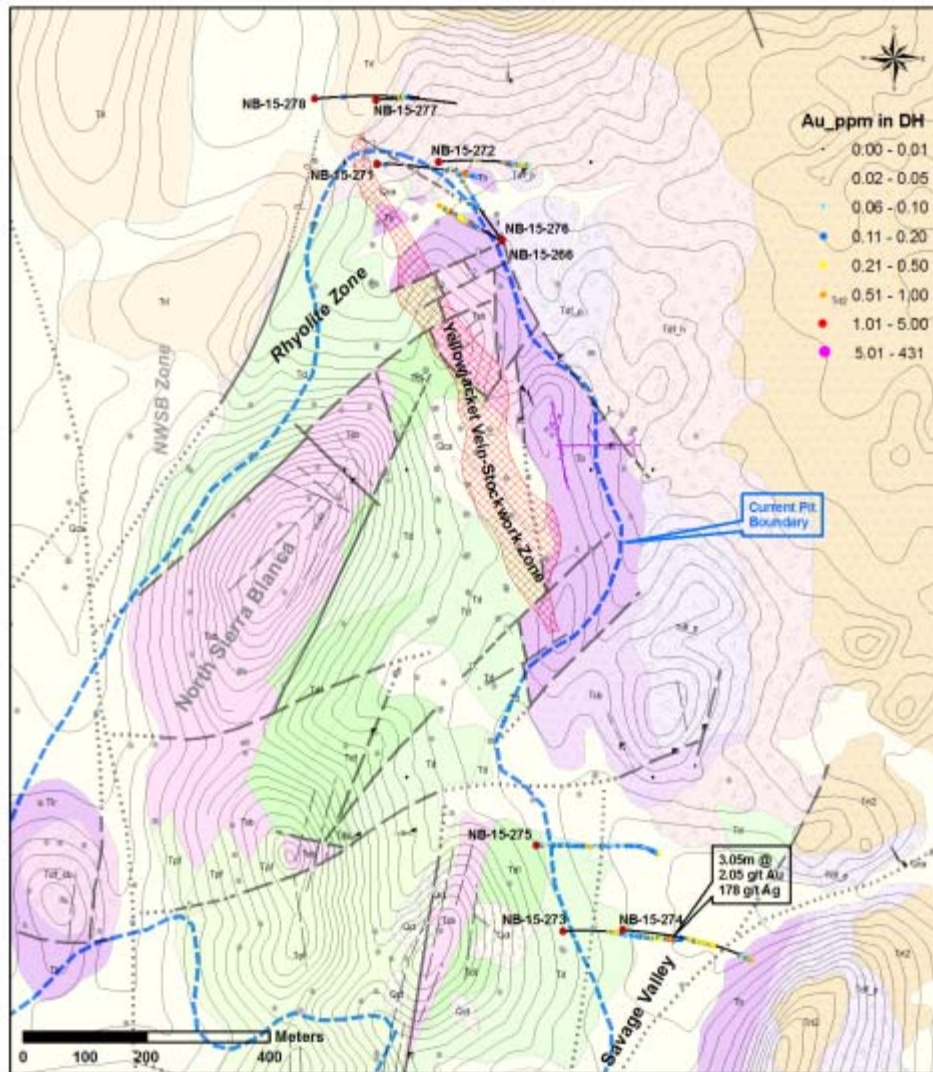 Au_ppm in DH
0.00 - 0.01
0.02 - 0.05
0.06 - 0.10
0.11 - 0.20
0.21 - 0.50
0.51 - 1.00
1.01 - 5.00
5.01 - 431
NB-15-278
NB-15-277
NB-15-272
NB-15-271
NB-15-276
NB-15-266
Rhyolite Zone
NWSB Zone
Yellowjacket Vein-Stockwork Zone
Current Pit
Boundary
North Sierra Blanca
NB-15-275
3.05m @
2.05 g/t Au
178 g/t Ag
NB-15-273
NB-15-274
Savage Valley
Meters
0 100 200 400